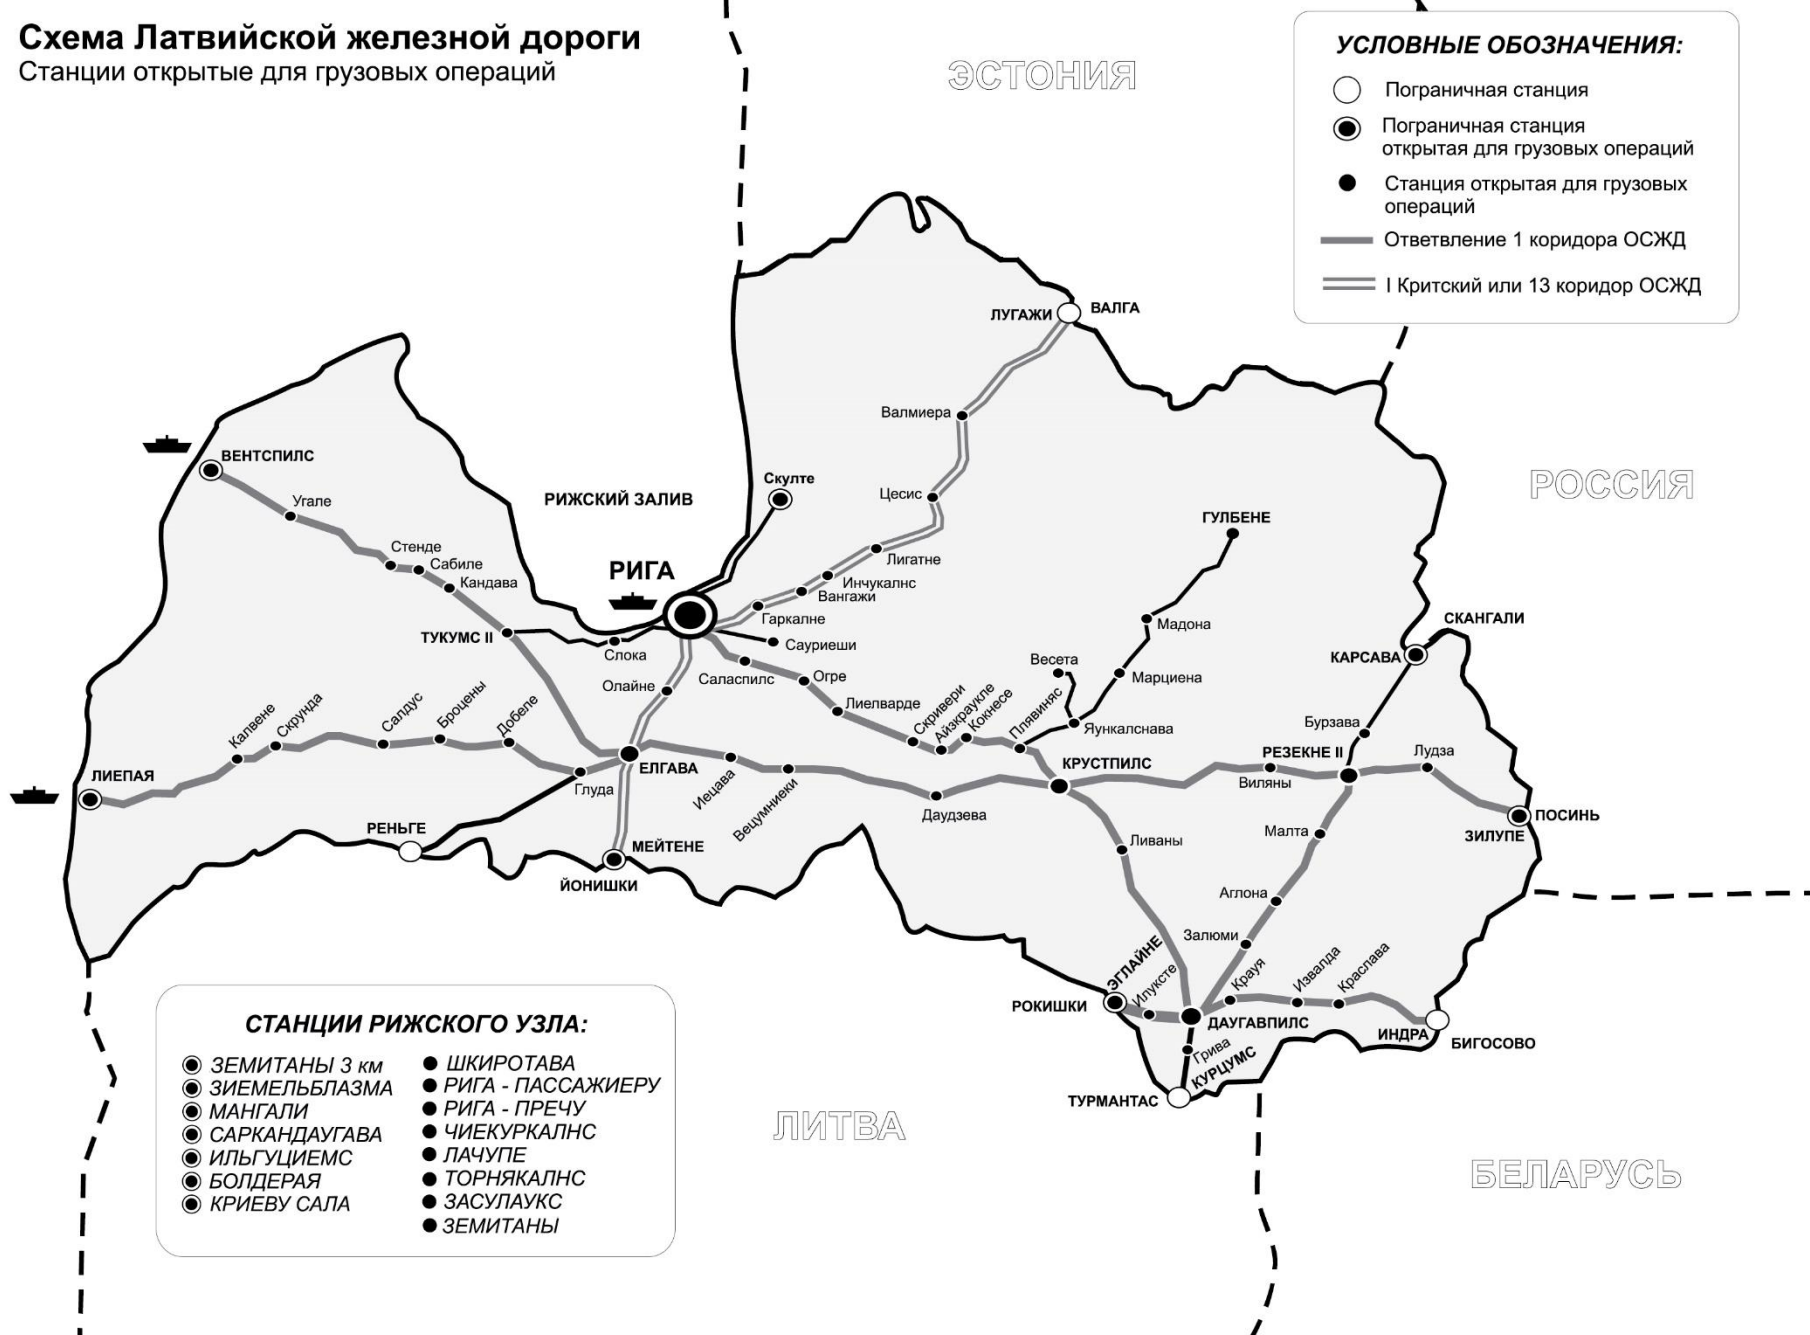 Схема Латвийской железной дороги
Станции открытые для грузовых операций
УСЛОВНЫЕ ОБОЗНАЧЕНИЯ:
Пограничная станция
Пограничная станция
открытая для грузовых операций
Станция открытая для грузовых
операций
Ответвление 1 коридора ОСЖД
I Критский или 13 коридор ОСЖД
ЭСТОНИЯ
ЛУГАЖИ
ВАЛГА
Валмиера
ВЕНТСПИЛС
РОССИЯ
Скулте
Цесис
РИЖСКИЙ ЗАЛИВ
Угале
ГУЛБЕНЕ
Стенде
Сабиле
Лигатне
РИГА
Кандава
Инчукалнс
Вангажи
Гаркалне
СКАНГАЛИ
Мадона
ТУКУМС II
Сауриеши
Слока
КАРСАВА
Весета
Саласпилс
Огре
Марциена
Олайне
Лиелварде
Скривери
Айзкраукле
Кокнесе
Плявиняс
Яункалснава
Калвене
Скрунда
Салдус
Броцены
Добеле
Бурзава
РЕЗЕКНЕ II
Лудза
КРУСТПИЛС
ЕЛГАВА
ЛИЕПАЯ
Глуда
Иецава
Вецумниеки
Виляны
Даудзева
ПОСИНЬ
ЗИЛУПЕ
РЕНЬГЕ
МЕЙТЕНЕ
ЙОНИШКИ
Ливаны
Малта
Аглона
Залюми
ЭГЛАЙНЕ
Илуксте
Крауя
Извалда
Краслава
РОКИШКИ
ДАУГАВПИЛС
ИНДРА
БИГОСОВО
Грива
КУРЦУМС
ТУРМАНТАС
ЛИТВА
БЕЛАРУСЬ
СТАНЦИИ РИЖСКОГО УЗЛА:
ЗЕМИТАНЫ 3 км
ЗИЕМЕЛЬБЛАЗМА
МАНГАЛИ
САРКАНДАУГАВА
ИЛЬГУЦИЕМС
БОЛДЕРАЯ
КРИЕВУ САЛА
ШКИРОТАВА
РИГА - ПАССАЖИЕРУ
РИГА - ПРЕЧУ
ЧИЕКУРКАЛНС
ЛАЧУПЕ
ТОРНЯКАЛНС
ЗАСУЛАУКС
ЗЕМИТАНЫ